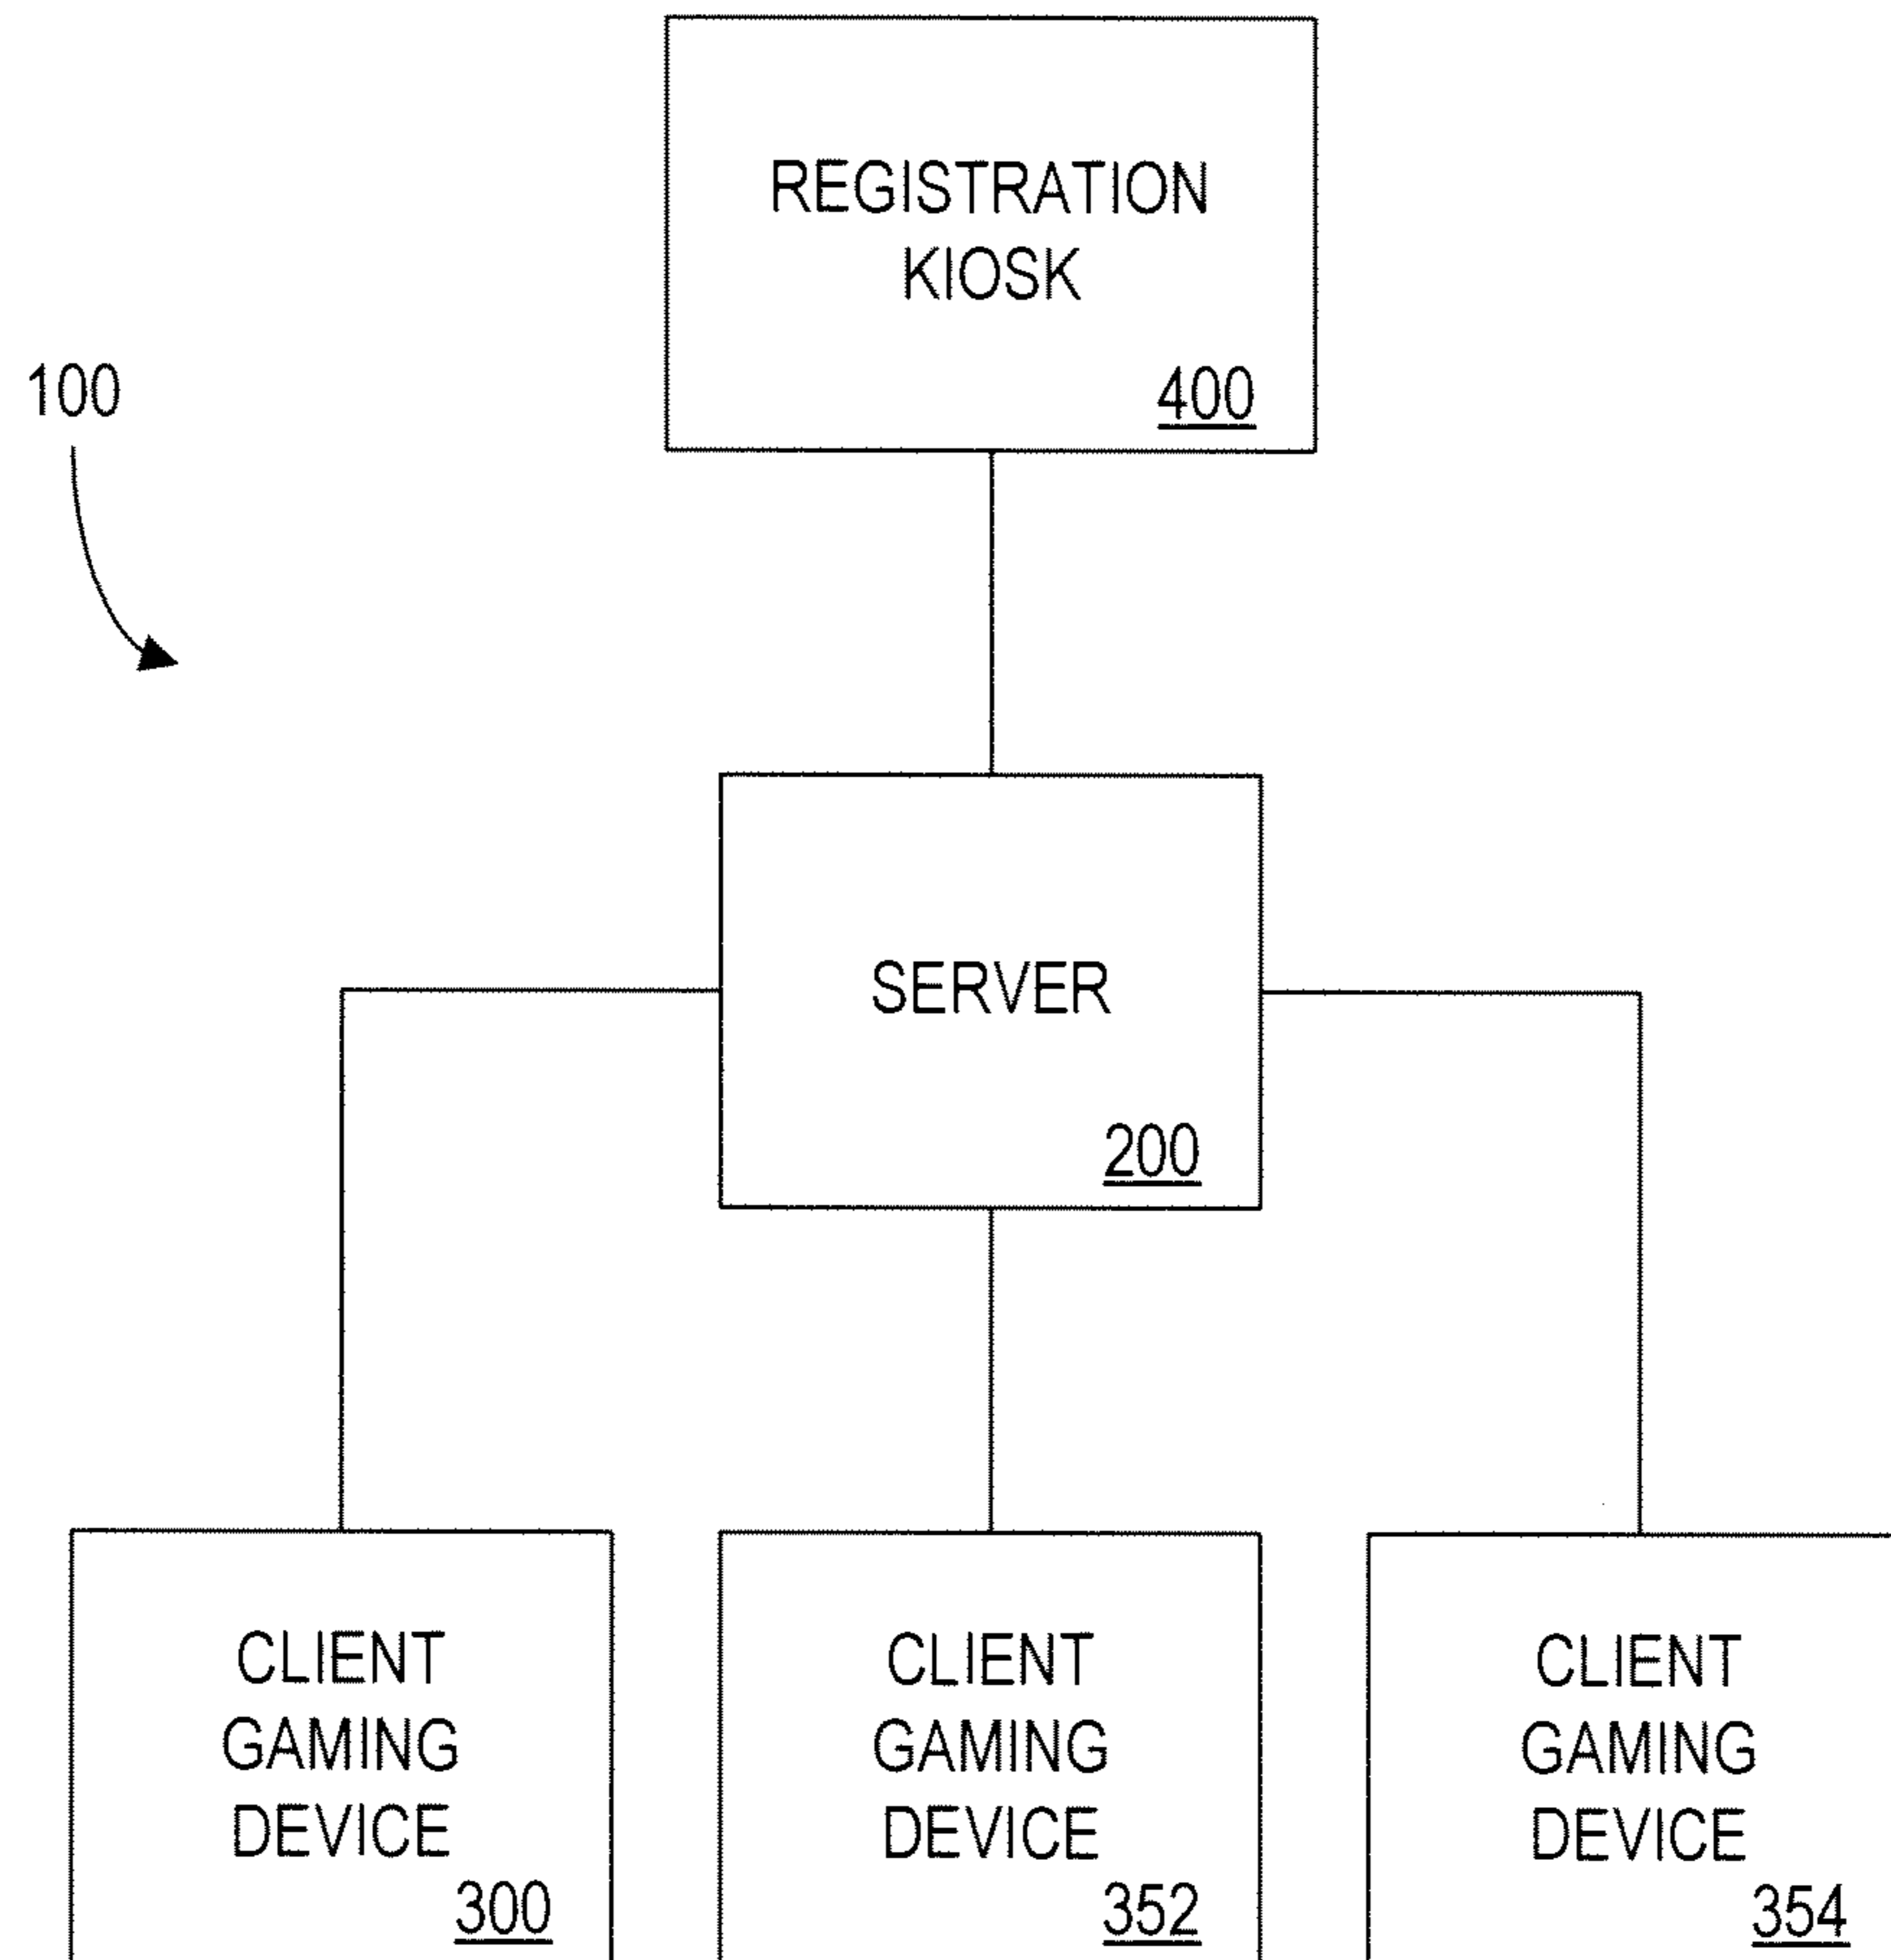 REGISTRATION
KIOSK
400
100
SERVER
200
CLIENT
GAMING
DEVICE
300
CLIENT
GAMING
DEVICE
352
CLIENT
GAMING
DEVICE
354